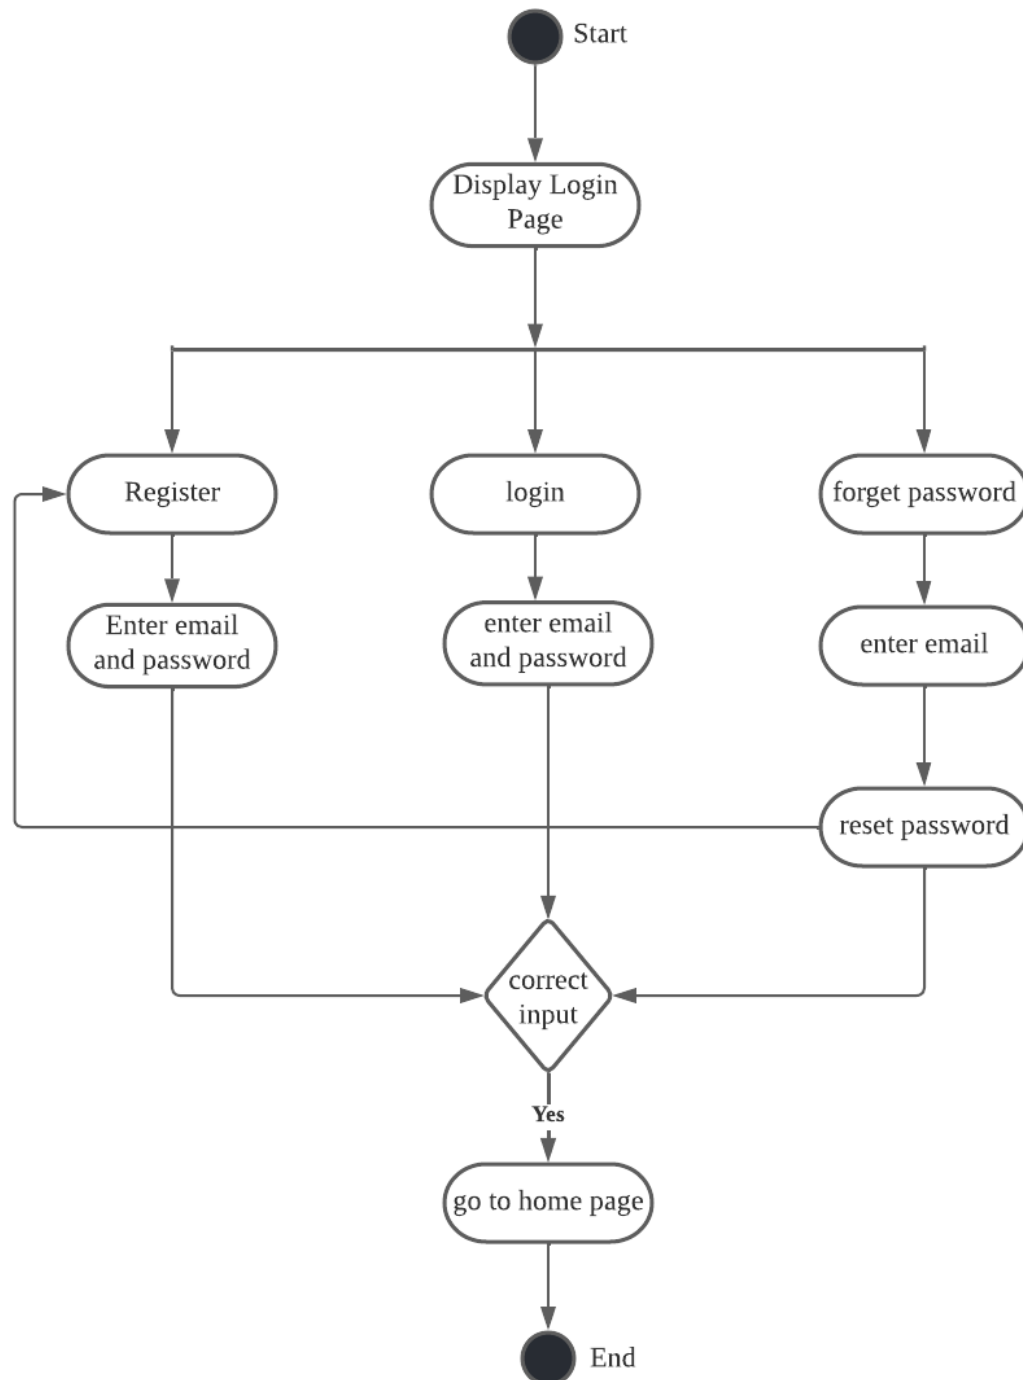 Start
Display Login
Page
Register
login
forget password
Enter email
and password
enter email
and password
enter email
reset password
correct
input
Yes
go to home page
End